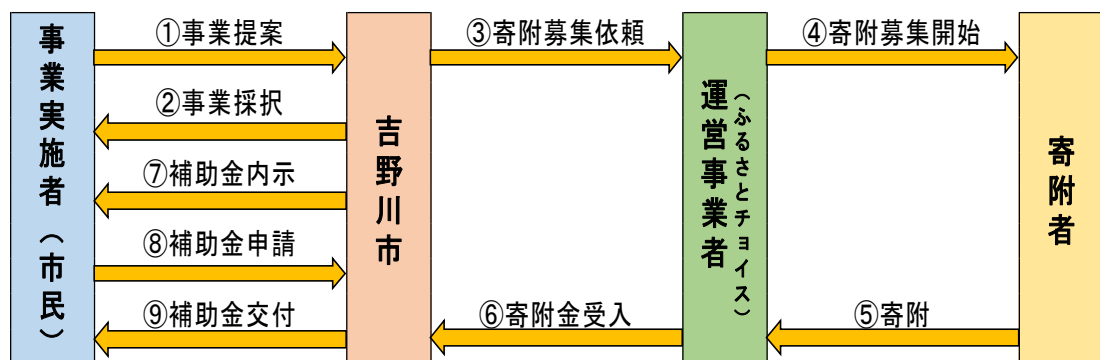 事業実施者（市民）
①事業提案
②事業採択
⑦補助金内示
⑧補助金申請
⑨補助金交付
吉野川市
③寄附募集依頼
⑥寄附金受入
運営事業者
（ふるさとチョイス）
④寄附募集開始
⑤寄附
寄附者